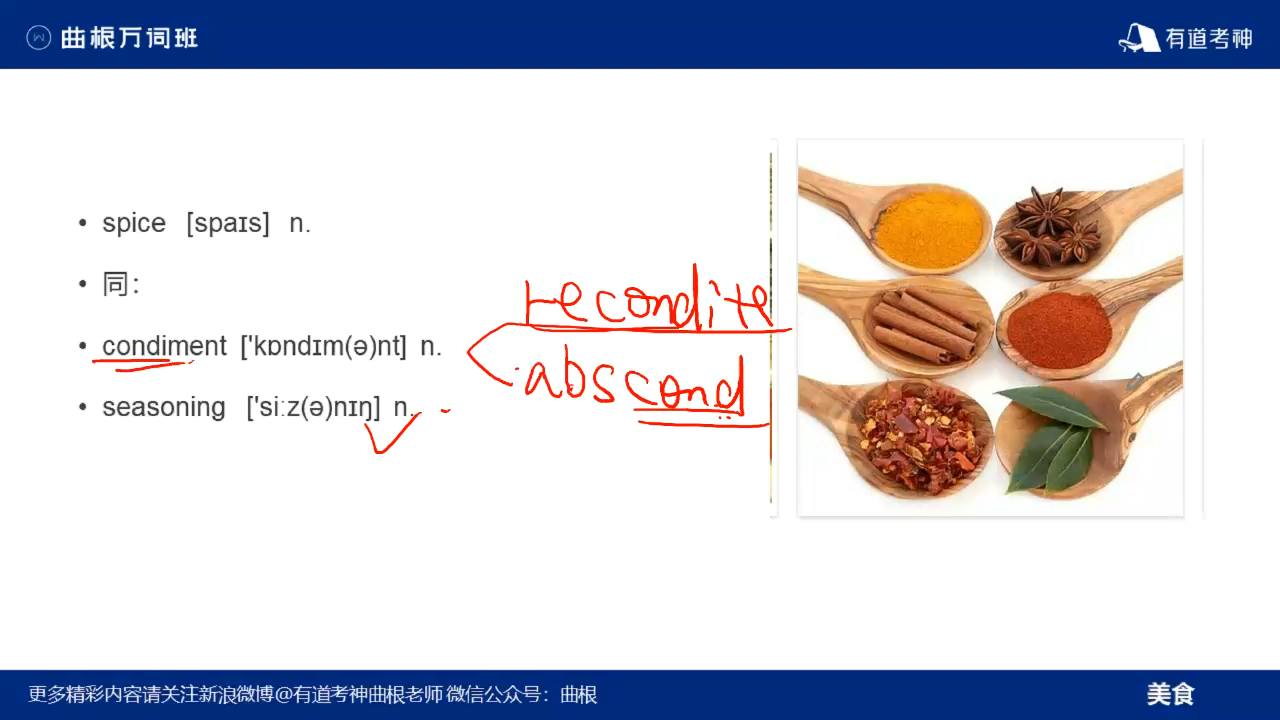 曲根万词班
有道考神
• spice [spaɪs] n.
• 同：
• condiment ['kɒndɪm(ə)nt] n.
• seasoning ['siːz(ə)nɪŋ] n.
recondite
abscond
更多精彩内容请关注新浪微博@有道考神曲根老师 微信公众号：曲根
美食